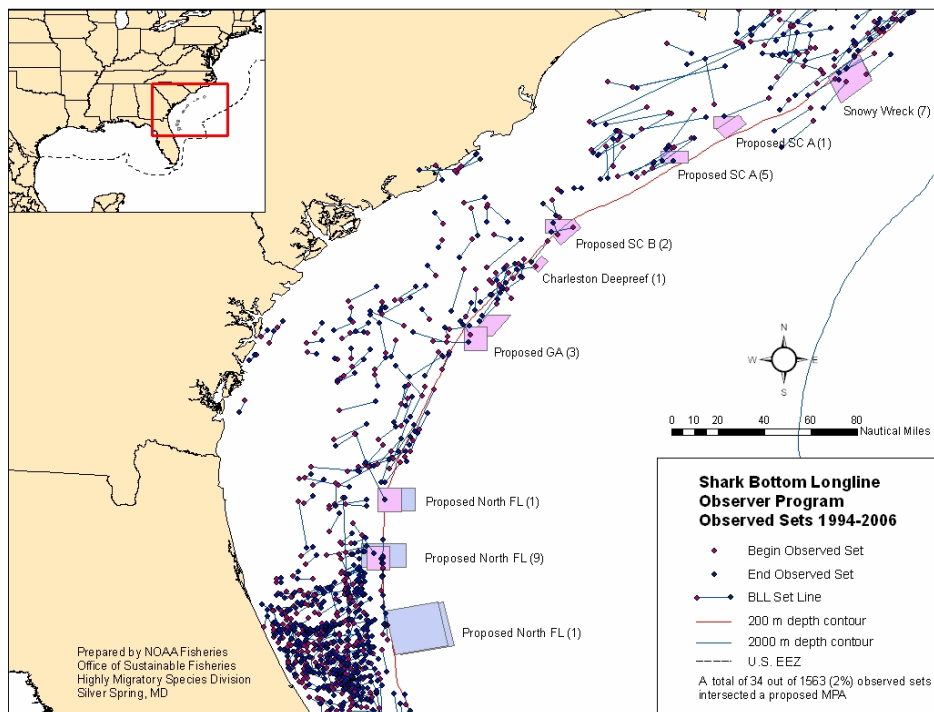 Snowy Wreck (7)
Proposed SC A (1)
Proposed SC A (5)
Proposed SC B (2)
Charleston Deepreef (1)
Proposed GA (3)
N
W E
S
0 10 20 40 60 80
Nautical Miles
Proposed North FL (1)
Proposed North FL (9)
Proposed North FL (1)
Shark Bottom Longline
Observer Program
Observed Sets 1994-2006
Begin Observed Set
End Observed Set
BLL Set Line
200 m depth contour
2000 m depth contour
U.S. EEZ
A total of 34 out of 1563 (2%) observed sets
intersected a proposed MPA
Prepared by NOAA Fisheries
Office of Sustainable Fisheries
Highly Migratory Species Division
Silver Spring, MD